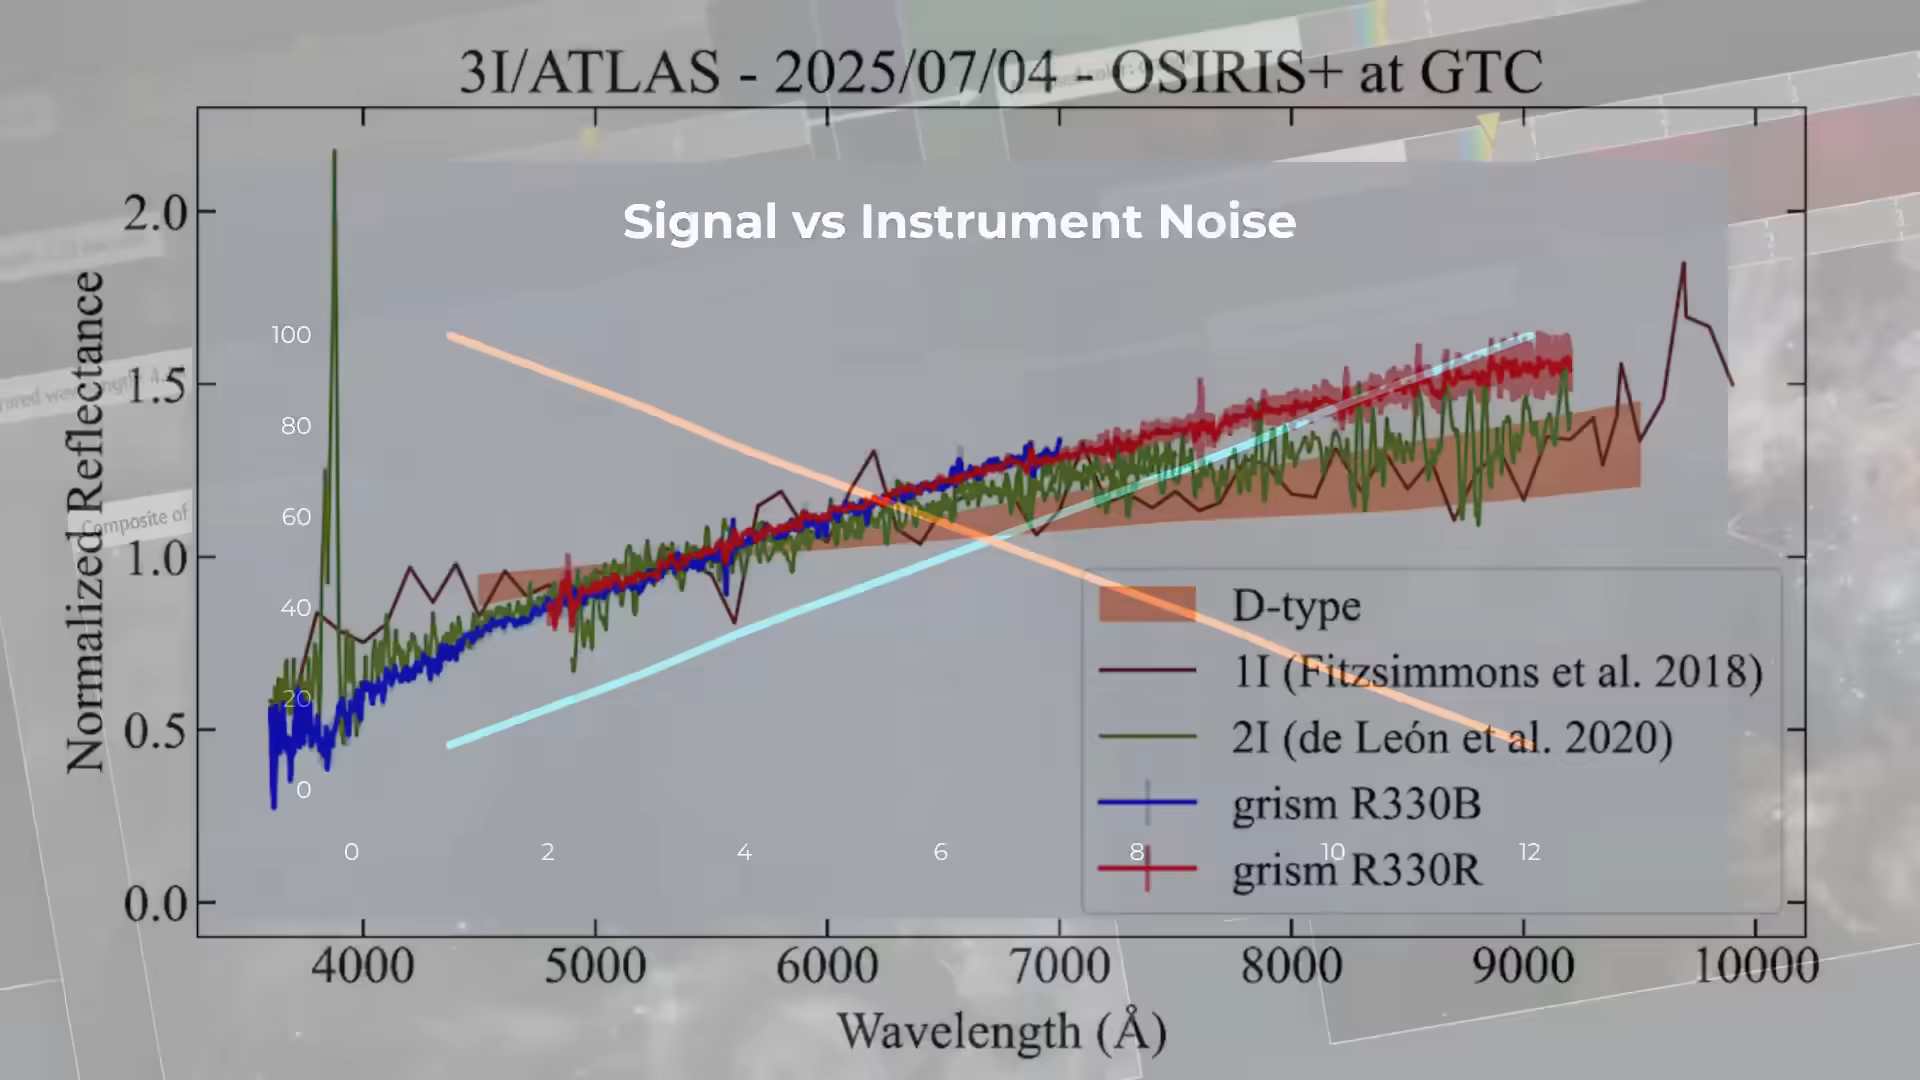 3I/ATLAS - 2025/07/04 - OSIRIS+ at GTC
Signal vs Instrument Noise
Normalized Reflectance
2.0
1.5
1.0
0.5
0.0
100
80
60
40
20
0
Composite of
D-type
1I (Fitzsimmons et al. 2018)
2I (de León et al. 2020)
grism R330B
grism R330R
0 2 4 6 8 10 12
4000 5000 6000 7000 8000 9000 10000
Wavelength (Å)